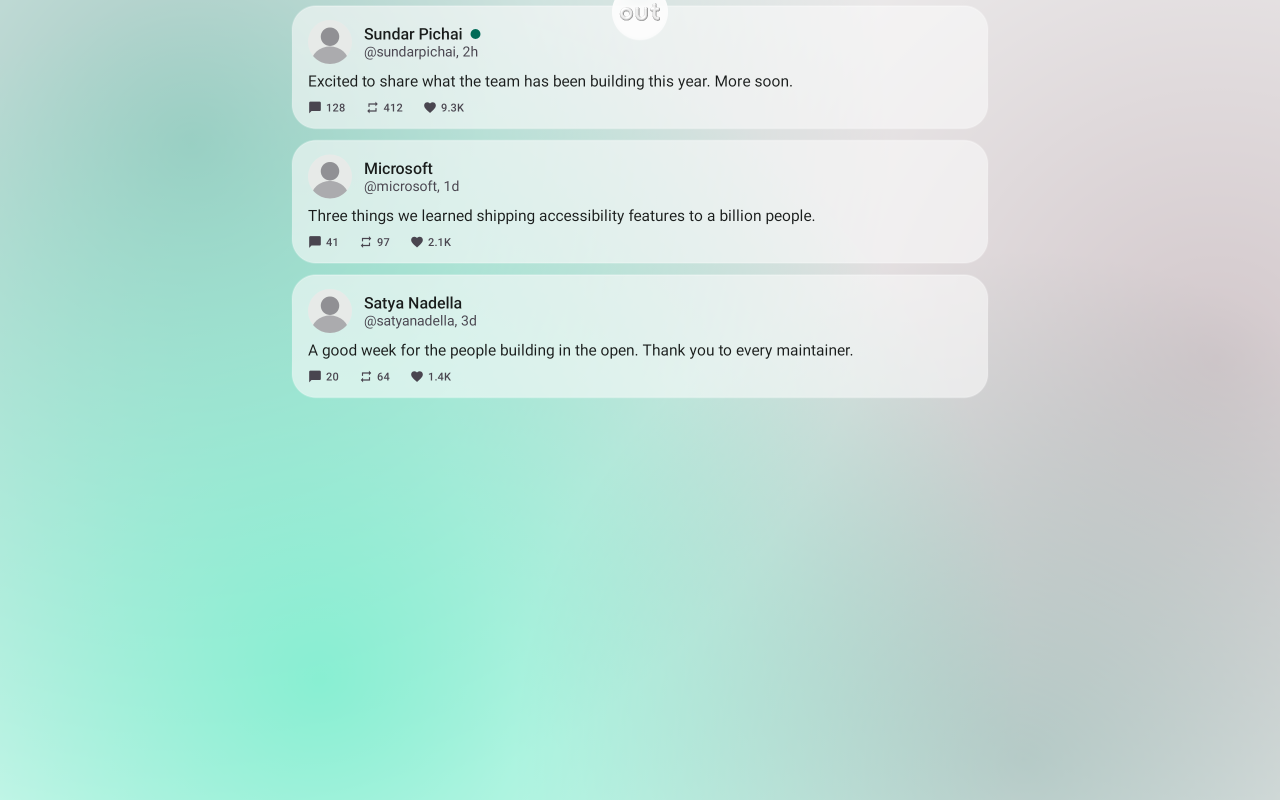 out
Sundar Pichai
@sundarpichai, 2h
Excited to share what the team has been building this year. More soon.
128 412 9.3K
Microsoft
@microsoft, 1d
Three things we learned shipping accessibility features to a billion people.
41 97 2.1K
Satya Nadella
@satyanadella, 3d
A good week for the people building in the open. Thank you to every maintainer.
20 64 1.4K